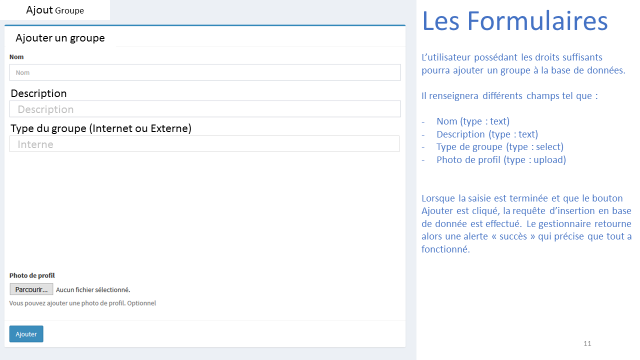 Ajout Groupe
Ajouter un groupe
Nom
Nom
Description
Description
Type du groupe (Internet ou Externe)
Interne
Photo de profil
Parcourir... Aucun fichier sélectionné.
Vous pouvez ajouter une photo de profil. Optionnel
Ajouter
Les Formulaires
L'utilisateur possédant les droits suffisants
pourra ajouter un groupe à la base de données.
Il renseignera différents champs tel que :
- Nom (type : text)
- Description (type : text)
- Type de groupe (type : select)
- Photo de profil (type : upload)
Lorsque la saisie est terminée et que le bouton
Ajouter est cliqué, la requête d'insertion en base
de donnée est effectué. Le gestionnaire retourne
alors une alerte « succès » qui précise que tout a
fonctionné.
11